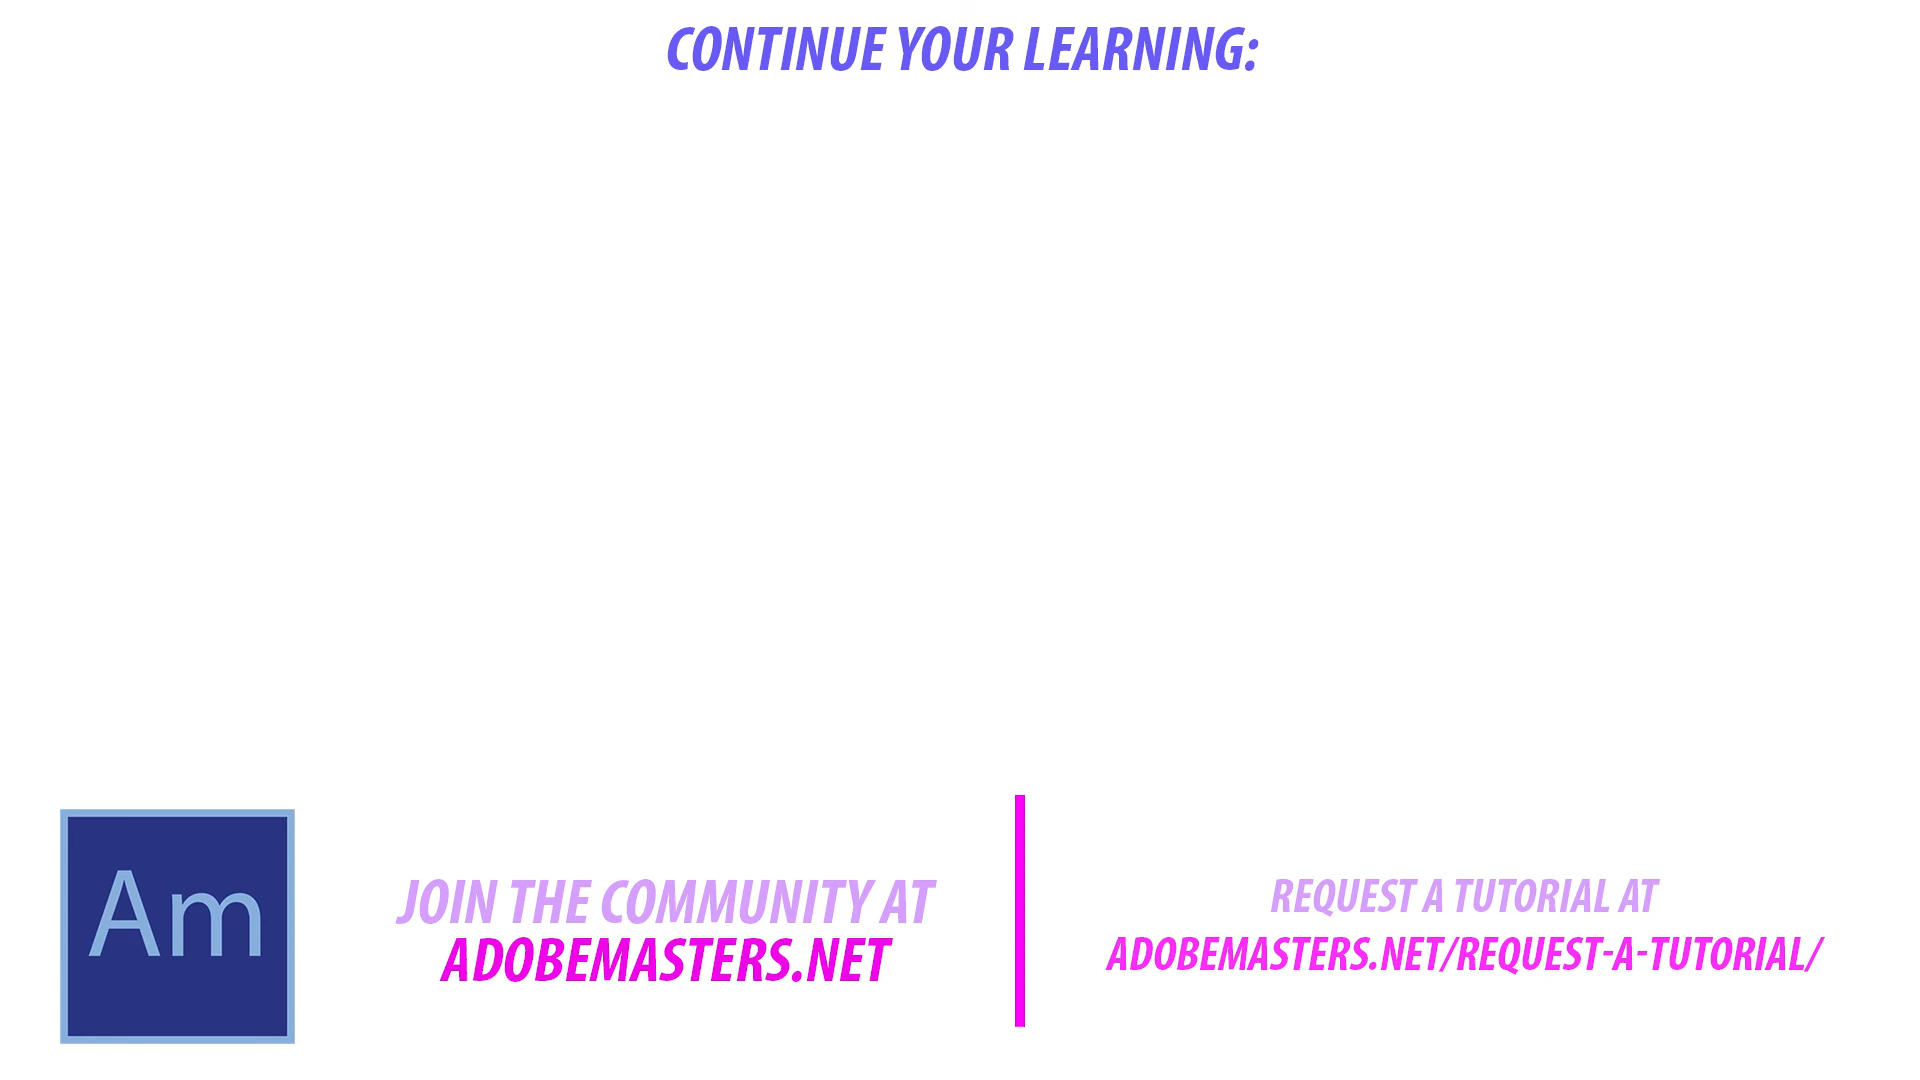 CONTINUE YOUR LEARNING:
Am
JOIN THE COMMUNITY AT
ADOBEMASTERS.NET
REQUEST A TUTORIAL AT
ADOBEMASTERS.NET/REQUEST-A-TUTORIAL/